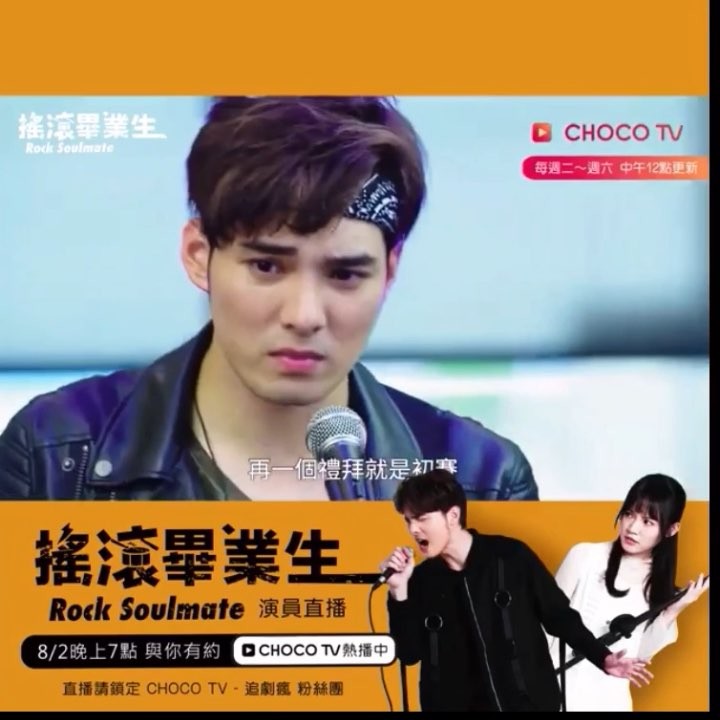 搖滾畢業生
Rock Soulmate
CHOCO TV
每週二~週六 中午12點更新
再一個禮拜就是初賽
搖滾畢業生
Rock Soulmate 演員直播
8/2晚上7點 與你有約 CHOCO TV熱播中
直播請鎖定 CHOCO TV - 追劇瘋 粉絲團